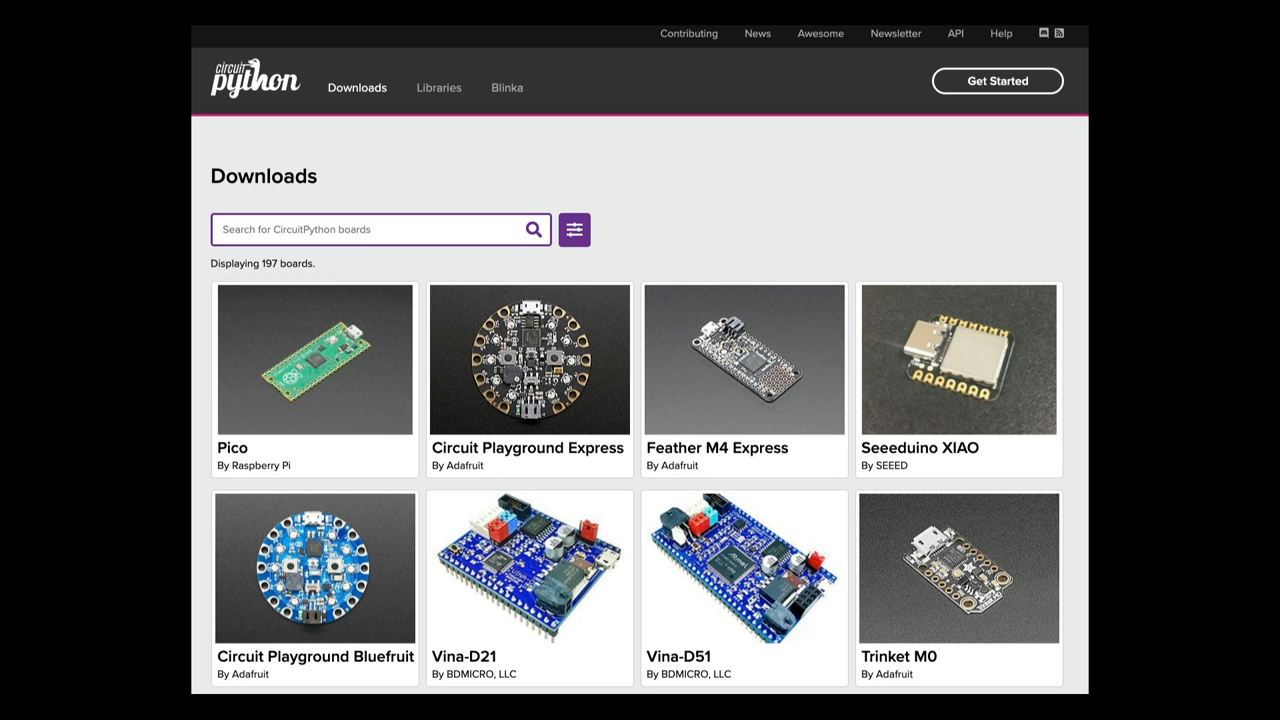 Contributing News Awesome Newsletter API Help
circuit
python
Downloads Libraries Blinka
Get Started
Downloads
Search for CircuitPython boards
Displaying 197 boards.
Pico Circuit Playground Express Feather M4 Express Seeeduino XIAO
By Raspberry Pi By Adafruit By Adafruit By SEEED
Circuit Playground Bluefruit Vina-D21 Vina-D51 Trinket M0
By Adafruit By BDMICRO, LLC By BDMICRO, LLC By Adafruit